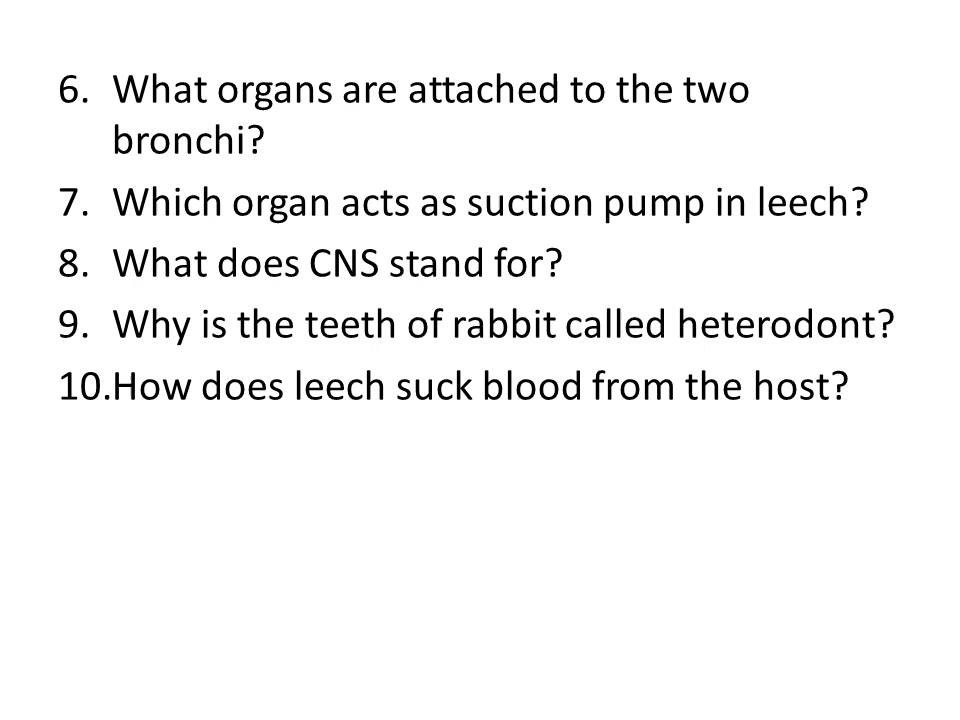 6. What organs are attached to the two
bronchi?
7. Which organ acts as suction pump in leech?
8. What does CNS stand for?
9. Why is the teeth of rabbit called heterodont?
10.How does leech suck blood from the host?